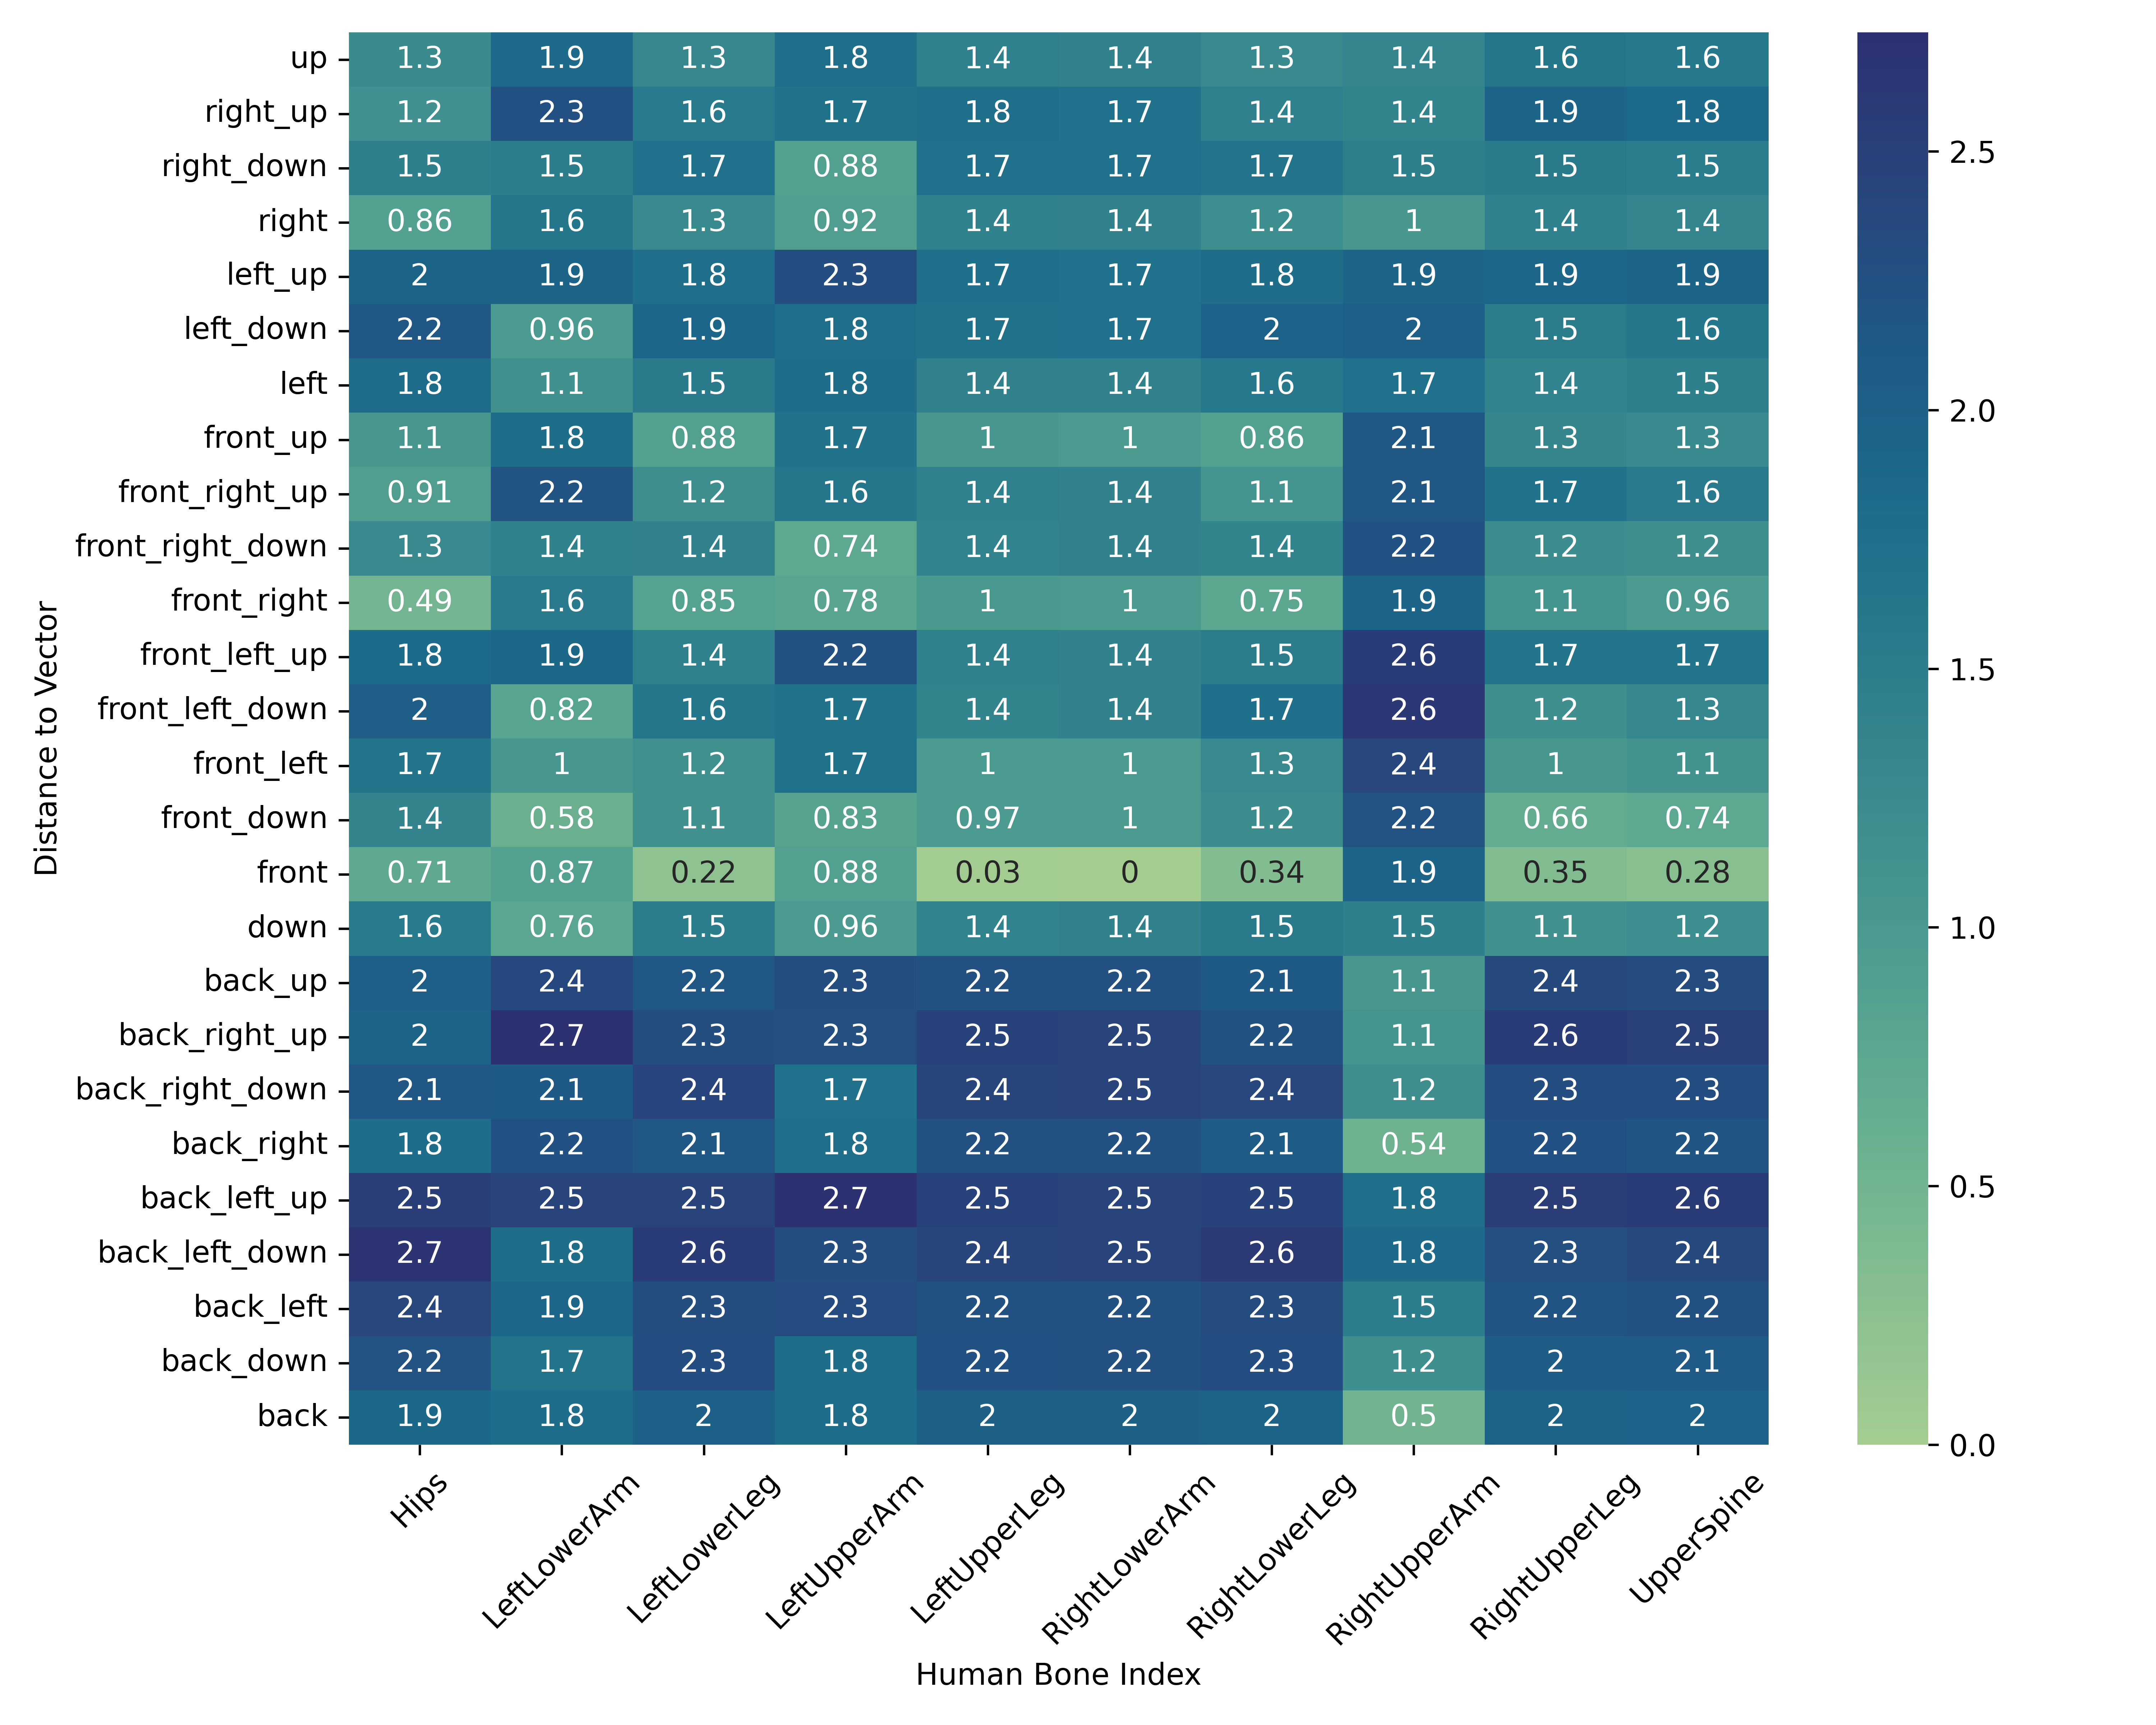 Distance to Vector
up 1.3 1.9 1.3 1.8 1.4 1.4 1.3 1.4 1.6 1.6
right_up 1.2 2.3 1.6 1.7 1.8 1.7 1.4 1.4 1.9 1.8
right_down 1.5 1.5 1.7 0.88 1.7 1.7 1.7 1.5 1.5 1.5
right 0.86 1.6 1.3 0.92 1.4 1.4 1.2 1 1.4 1.4
left_up 2 1.9 1.8 2.3 1.7 1.7 1.8 1.9 1.9 1.9
left_down 2.2 0.96 1.9 1.8 1.7 1.7 2 2 1.5 1.6
left 1.8 1.1 1.5 1.8 1.4 1.4 1.6 1.7 1.4 1.5
front_up 1.1 1.8 0.88 1.7 1 1 0.86 2.1 1.3 1.3
front_right_up 0.91 2.2 1.2 1.6 1.4 1.4 1.1 2.1 1.7 1.6
front_right_down 1.3 1.4 1.4 0.74 1.4 1.4 1.4 2.2 1.2 1.2
front_right 0.49 1.6 0.85 0.78 1 1 0.75 1.9 1.1 0.96
front_left_up 1.8 1.9 1.4 2.2 1.4 1.4 1.5 2.6 1.7 1.7
front_left_down 2 0.82 1.6 1.7 1.4 1.4 1.7 2.6 1.2 1.3
front_left 1.7 1 1.2 1.7 1 1 1.3 2.4 1 1.1
front_down 1.4 0.58 1.1 0.83 0.97 1 1.2 2.2 0.66 0.74
front 0.71 0.87 0.22 0.88 0.03 0 0.34 1.9 0.35 0.28
down 1.6 0.76 1.5 0.96 1.4 1.4 1.5 1.5 1.1 1.2
back_up 2 2.4 2.2 2.3 2.2 2.2 2.1 1.1 2.4 2.3
back_right_up 2 2.7 2.3 2.3 2.5 2.5 2.2 1.1 2.6 2.5
back_right_down 2.1 2.1 2.4 1.7 2.4 2.5 2.4 1.2 2.3 2.3
back_right 1.8 2.2 2.1 1.8 2.2 2.2 2.1 0.54 2.2 2.2
back_left_up 2.5 2.5 2.5 2.7 2.5 2.5 2.5 1.8 2.5 2.6
back_left_down 2.7 1.8 2.6 2.3 2.4 2.5 2.6 1.8 2.3 2.4
back_left 2.4 1.9 2.3 2.3 2.2 2.2 2.3 1.5 2.2 2.2
back_down 2.2 1.7 2.3 1.8 2.2 2.2 2.3 1.2 2 2.1
back 1.9 1.8 2 1.8 2 2 2 0.5 2 2
Hips LeftLowerArm LeftLowerLeg LeftUpperArm LeftUpperLeg RightLowerArm RightLowerLeg RightUpperArm RightUpperLeg UpperSpine
Human Bone Index
2.5
2.0
1.5
1.0
0.5
0.0